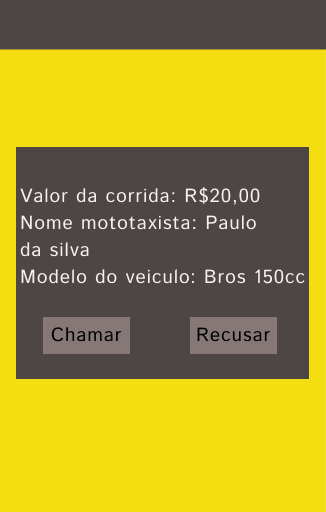 Valor da corrida: R$20,00
Nome mototaxista: Paulo
da silva
Modelo do veiculo: Bros 150cc
Chamar
Recusar